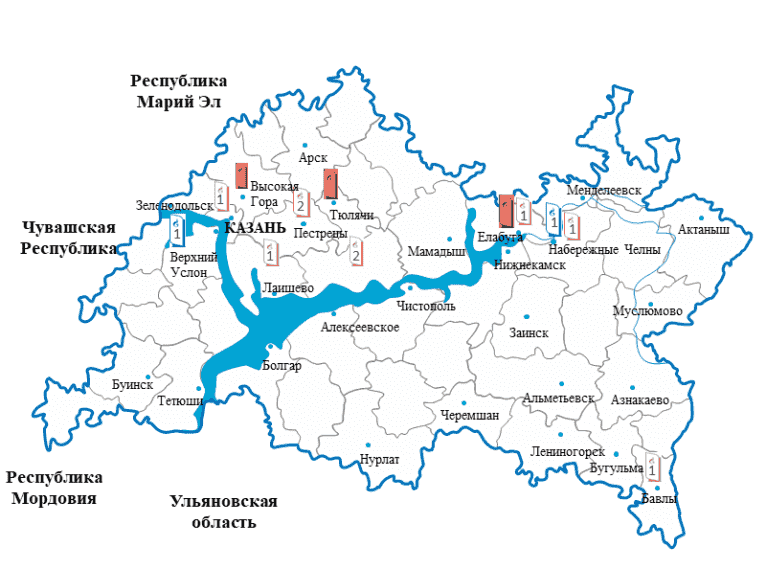 Республика
Марий Эл
Арск
Менделеевск
Высокая
Гора
1
2
Зеленодольск
Тюлячи
1
1
1
1
Чувашская
Республика
КАЗАНЬ
Пестрецы
Елабуга
Актаныш
Набережные Челны
Верхний
Услон
1
2
Мамадыш
Нижнекамск
Лаишево
Чистополь
Муслюмово
Алексеевское
Заинск
Болгар
Буинск
Тетюши
Альметьевск
Азнакаево
Черемшан
Нурлат
Лениногорск
Бугульма
1
Бавлы
Республика
Мордовия
Ульяновская
область